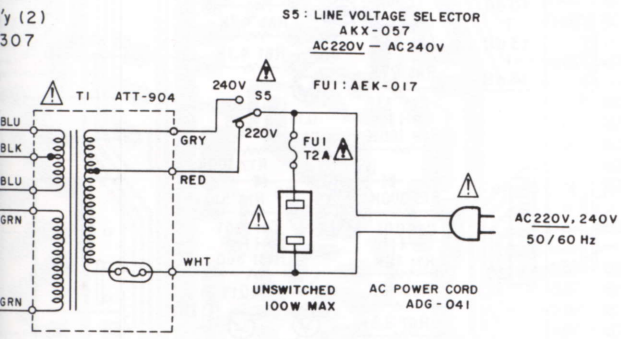 'y (2)
307
S5: LINE VOLTAGE SELECTOR
AKX-057
AC220V — AC240V
FU1: AEK-017
T1 ATT-904
240V
S5
220V
BLU
BLK
BLU
GRN
GRN
GRY
RED
WHT
FU1
T2A
UNSWITCHED
100W MAX
AC POWER CORD
ADG-041
AC220V, 240V
50/60 Hz